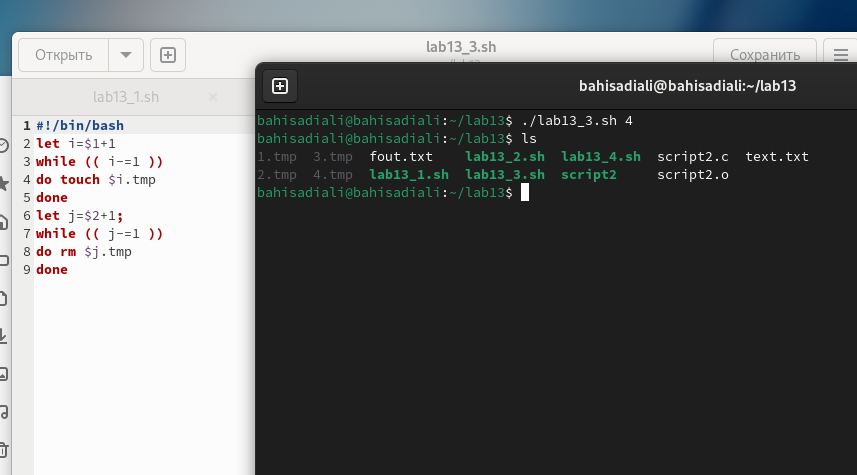 Открыть
lab13_3.sh
Сохранить
lab13_1.sh
1 #!/bin/bash
2 let i=$1+1
3 while (( i-=1 ))
4 do touch $i.tmp
5 done
6 let j=$2+1;
7 while (( j-=1 ))
8 do rm $j.tmp
9 done
bahisadiali@bahisadiali:~/lab13
bahisadiali@bahisadiali:~/lab13$ ./lab13_3.sh 4
bahisadiali@bahisadiali:~/lab13$ ls
1.tmp 3.tmp fout.txt lab13_2.sh lab13_4.sh script2.c text.txt
2.tmp 4.tmp lab13_1.sh lab13_3.sh script2 script2.o
bahisadiali@bahisadiali:~/lab13$